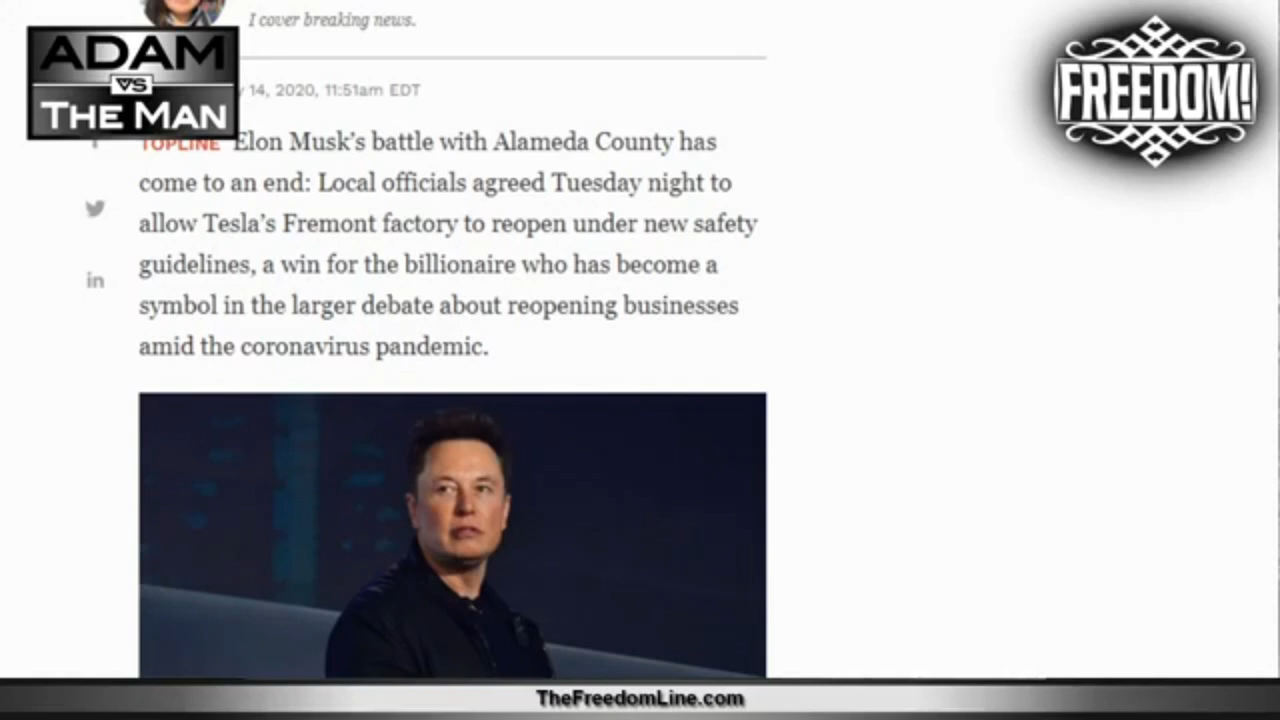 I cover breaking news.
ADAM
VS
THE MAN
FREEDOM!
14, 2020, 11:51am EDT
TOPLINE Elon Musk's battle with Alameda County has
come to an end: Local officials agreed Tuesday night to
allow Tesla's Fremont factory to reopen under new safety
guidelines, a win for the billionaire who has become a
symbol in the larger debate about reopening businesses
amid the coronavirus pandemic.
in
TheFreedomLine.com